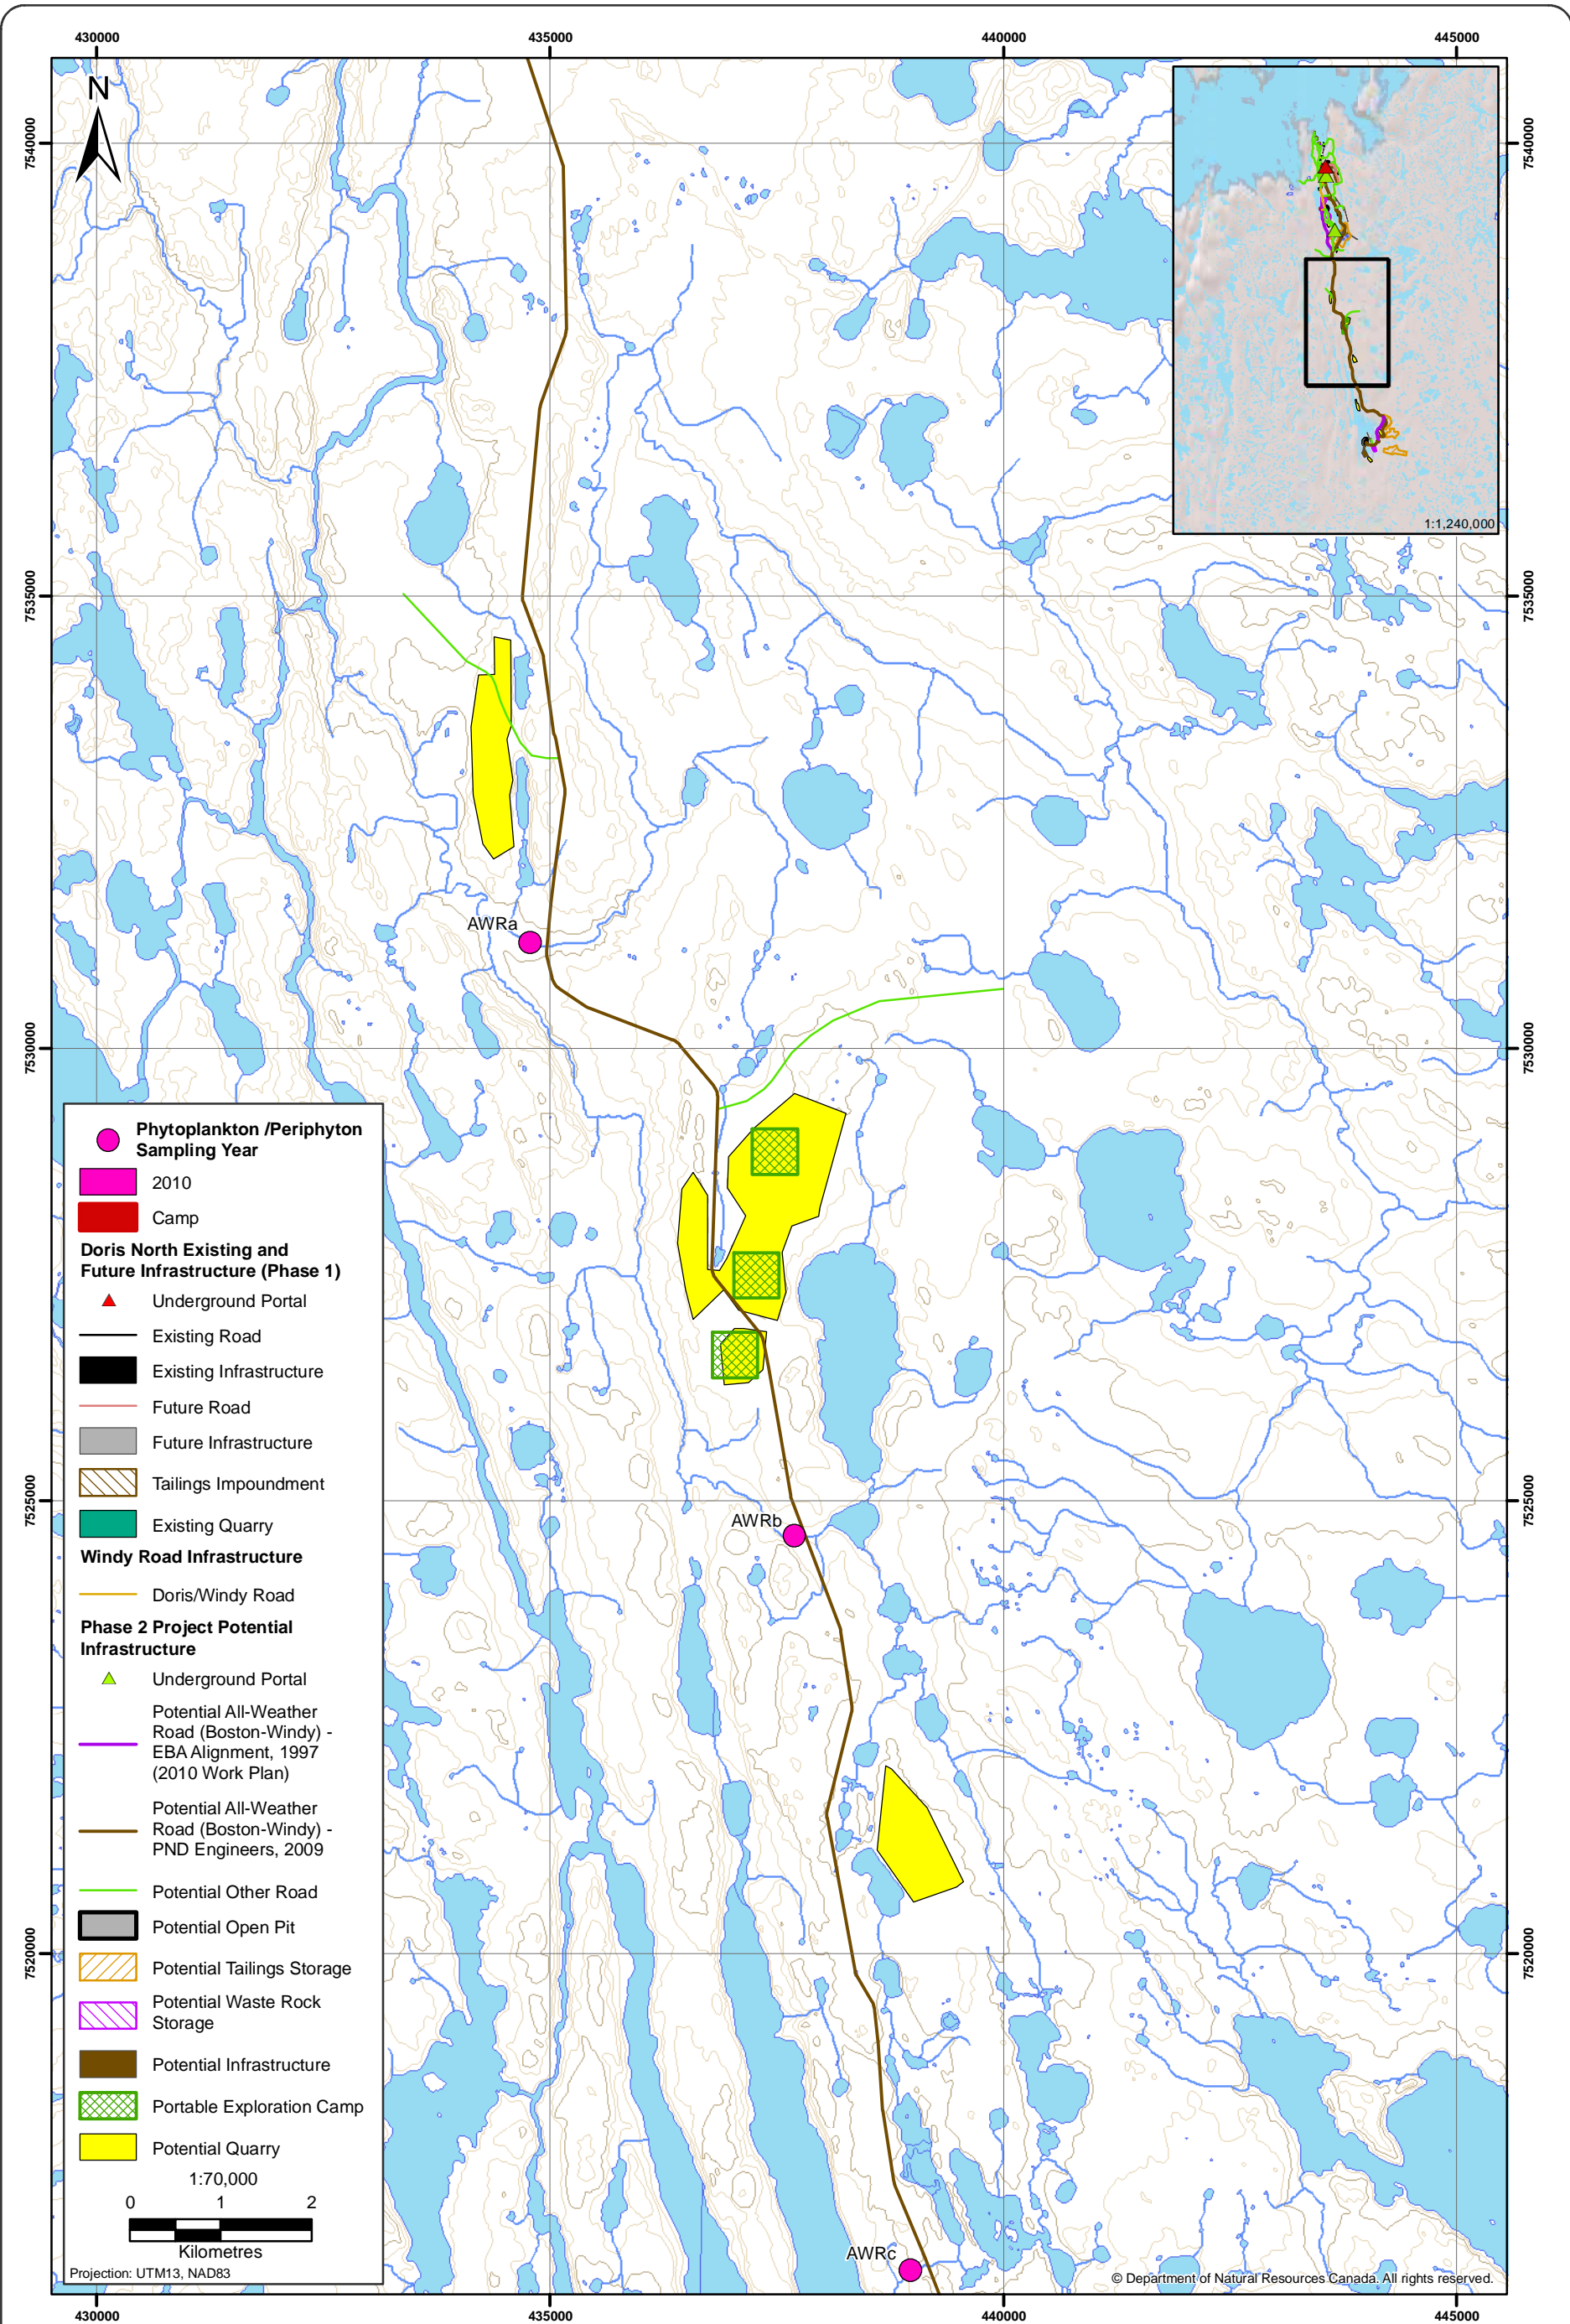 430000
435000
440000
445000
N
7540000
7540000
1:1,240,000
7535000
7535000
AWRa
7530000
7530000
Phytoplankton /Periphyton
Sampling Year
2010
Camp
Doris North Existing and
Future Infrastructure (Phase 1)
Underground Portal
Existing Road
Existing Infrastructure
Future Road
Future Infrastructure
Tailings Impoundment
Existing Quarry
Windy Road Infrastructure
Doris/Windy Road
Phase 2 Project Potential
Infrastructure
Underground Portal
Potential All-Weather
Road (Boston-Windy) -
EBA Alignment, 1997
(2010 Work Plan)
Potential All-Weather
Road (Boston-Windy) -
PND Engineers, 2009
Potential Other Road
Potential Open Pit
Potential Tailings Storage
Potential Waste Rock
Storage
Potential Infrastructure
Portable Exploration Camp
Potential Quarry
1:70,000
0 1 2
Kilometres
Projection: UTM13, NAD83
7525000
7525000
AWRb
7520000
7520000
AWRc
© Department of Natural Resources Canada. All rights reserved.
430000
435000
440000
445000